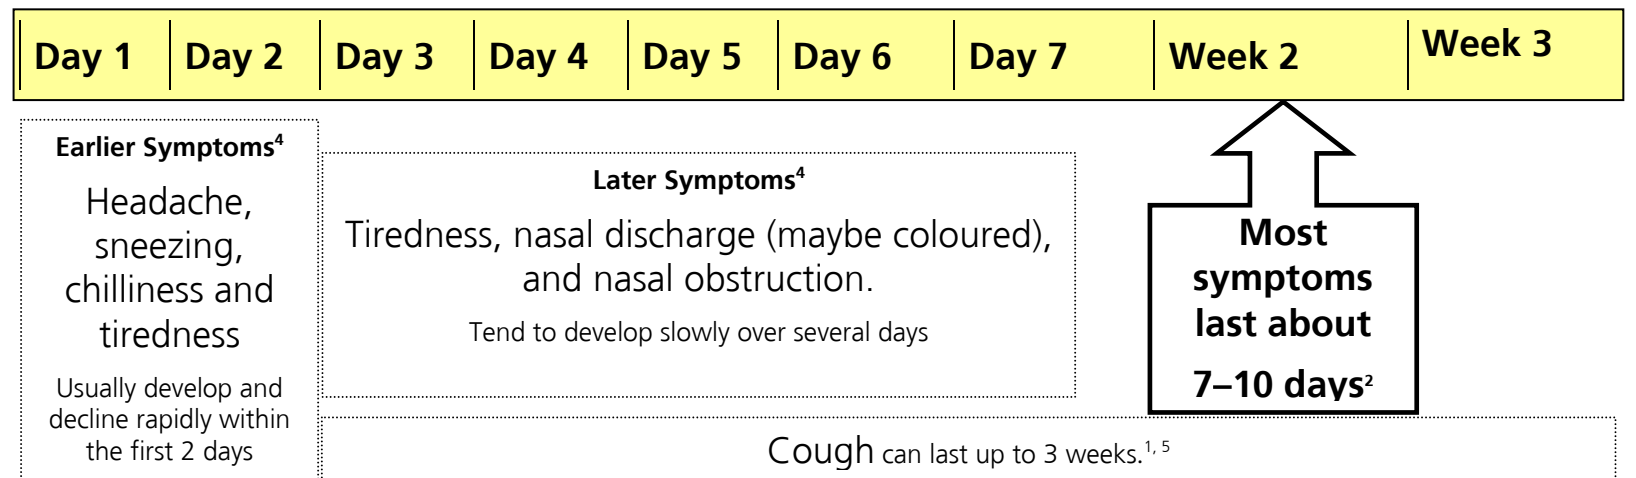 Day 1 Day 2 Day 3 Day 4 Day 5 Day 6 Day 7 Week 2 Week 3
Earlier Symptoms⁴
Headache,
sneezing,
chilliness and
tiredness
Usually develop and
decline rapidly within
the first 2 days
Later Symptoms⁴
Tiredness, nasal discharge (maybe coloured),
and nasal obstruction.
Tend to develop slowly over several days
Most
symptoms
last about
7–10 days²
Cough can last up to 3 weeks.¹, ⁵